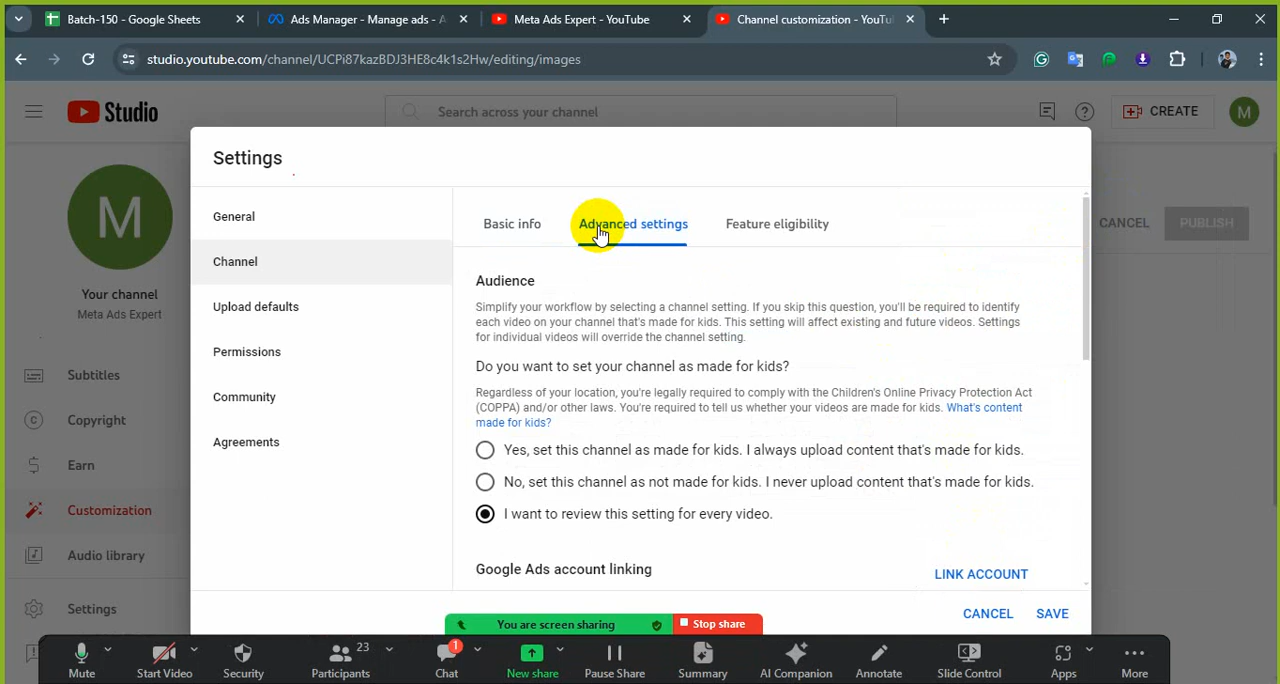 Batch-150 - Google Sheets
Ads Manager - Manage ads - A
Meta Ads Expert - YouTube
Channel customization - YouTu
studio.youtube.com/channel/UCPi87kazBDJ3HE8c4k1s2Hw/editing/images
Studio
Search across your channel
CREATE
M
M
Your channel
Meta Ads Expert
Subtitles
Copyright
Earn
Customization
Audio library
Settings
CANCEL
PUBLISH
Settings
General
Channel
Upload defaults
Permissions
Community
Agreements
Basic info
Advanced settings
Feature eligibility
Audience
Simplify your workflow by selecting a channel setting. If you skip this question, you'll be required to identify
each video on your channel that's made for kids. This setting will affect existing and future videos. Settings
for individual videos will override the channel setting.
Do you want to set your channel as made for kids?
Regardless of your location, you're legally required to comply with the Children's Online Privacy Protection Act
(COPPA) and/or other laws. You're required to tell us whether your videos are made for kids. What's content
made for kids?
Yes, set this channel as made for kids. I always upload content that's made for kids.
No, set this channel as not made for kids. I never upload content that's made for kids.
I want to review this setting for every video.
Google Ads account linking
LINK ACCOUNT
CANCEL
SAVE
You are screen sharing
Stop share
Mute
Start Video
Security
Participants
23
Chat
1
New share
Pause Share
Summary
AI Companion
Annotate
Slide Control
Apps
More